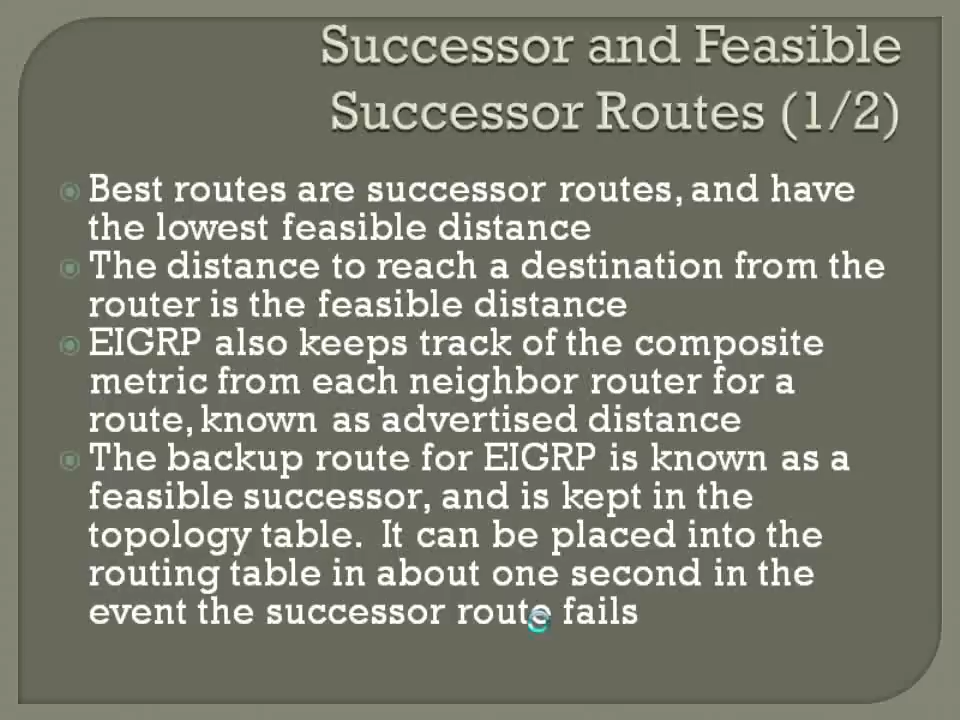 Successor and Feasible
Successor Routes (1/2)
Best routes are successor routes, and have
the lowest feasible distance
The distance to reach a destination from the
router is the feasible distance
EIGRP also keeps track of the composite
metric from each neighbor router for a
route, known as advertised distance
The backup route for EIGRP is known as a
feasible successor, and is kept in the
topology table.  It can be placed into the
routing table in about one second in the
event the successor route fails